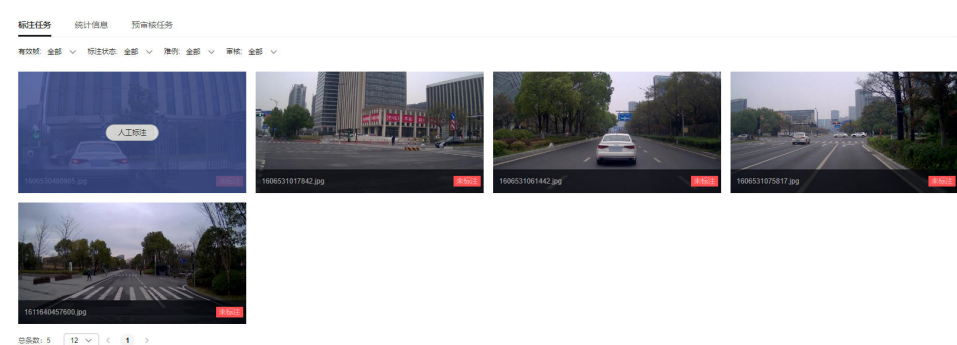 标注任务 统计信息 预审核任务
有效帧: 全部 标注状态: 全部 难例: 全部 审核: 全部
人工标注
未标注
1606531017842.jpg 未标注
1606531061442.jpg 未标注
1606531075817.jpg 未标注
1611640457600.jpg 未标注
总条数: 5 12 < 1 >